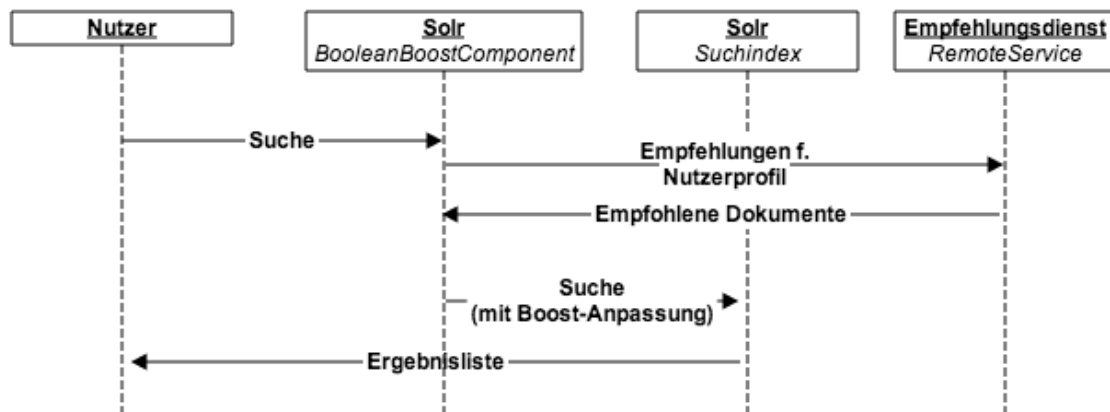 Nutzer
Solr
BooleanBoostComponent
Solr
Suchindex
Empfehlungsdienst
RemoteService
Suche
Empfehlungen f.
Nutzerprofil
Empfohlene Dokumente
Suche
(mit Boost-Anpassung)
Ergebnisliste